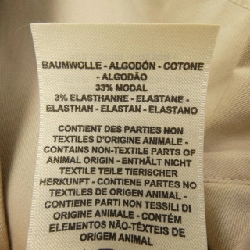 BAUMWOLLE - ALGODÓN - COTONE
- ALGODÃO
33% MODAL
3% ELASTHANNE - ELASTANE -
ELASTHAN - ELASTAN - ELASTANO
CONTIENT DES PARTIES NON
TEXTILES D'ORIGINE ANIMALE -
CONTAINS NON-TEXTILE PARTS OF
ANIMAL ORIGIN - ENTHÄLT NICHT
TEXTILE TEILE TIERISCHER
HERKUNFT - CONTIENE PARTES NO
TEXTILES DE ORIGEN ANIMAL -
CONTIENE PARTI NON TESSILI DI
ORIGINE ANIMALE - CONTÉM
ELEMENTOS NÃO-TÊXTEIS DE
ORIGEM ANIMAL